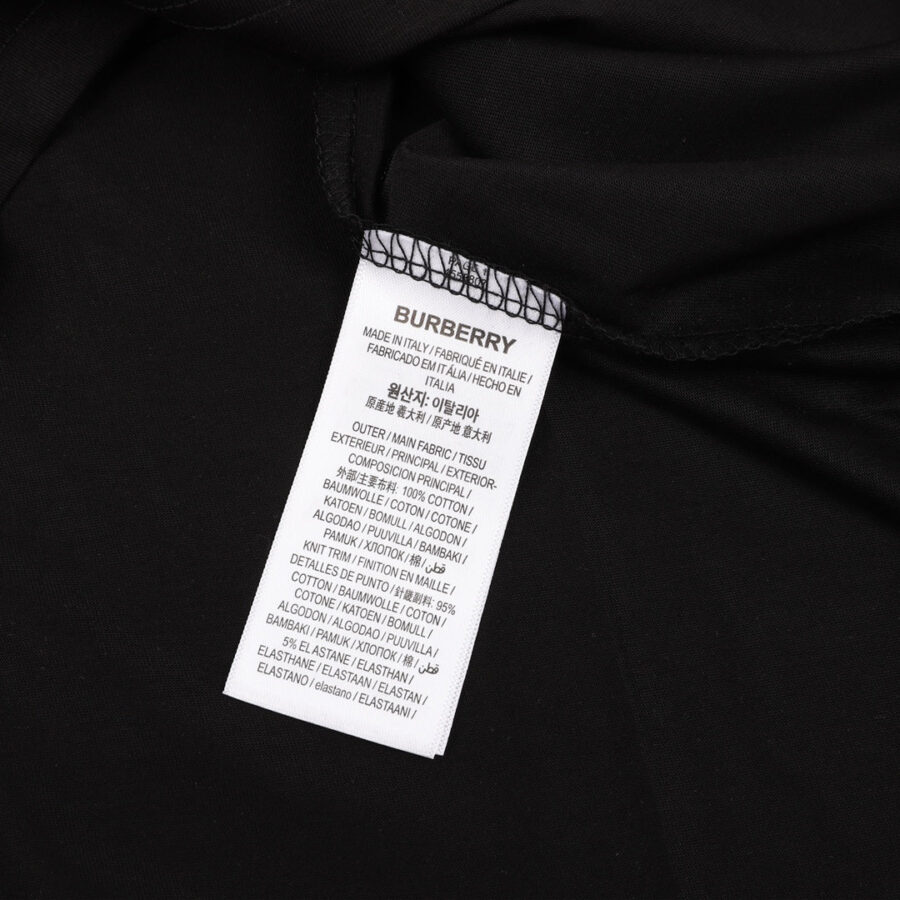 BURBERRY
MADE IN ITALY / FABRIQUÉ EN ITALIE /
FABRICADO EM ITÁLIA / HECHO EN
ITALIA
원산지: 이탈리아
原産地 義大利 / 原产地 意大利
OUTER / MAIN FABRIC / TISSU
EXTERIEUR / PRINCIPAL / EXTERIOR-
COMPOSICION PRINCIPAL /
外部/主要布料: 100% COTTON /
BAUMWOLLE / COTON / COTONE /
KATOEN / BOMULL / ALGODON /
ALGODAO / PUUVILLA / BAMBAKI /
PAMUK / ХЛОПОК / 棉 / قطن /
KNIT TRIM / FINITION EN MAILLE /
DETALLES DE PUNTO / 針織副料: 95%
COTTON / BAUMWOLLE / COTON /
COTONE / KATOEN / BOMULL /
ALGODON / ALGODAO / PUUVILLA /
BAMBAKI / PAMUK / ХЛОПОК / 棉 / قطن /
5% ELASTANE / ELASTHAN /
ELASTHANE / ELASTAAN / ELASTAN /
ELASTANO / elastano / ELASTAANI /